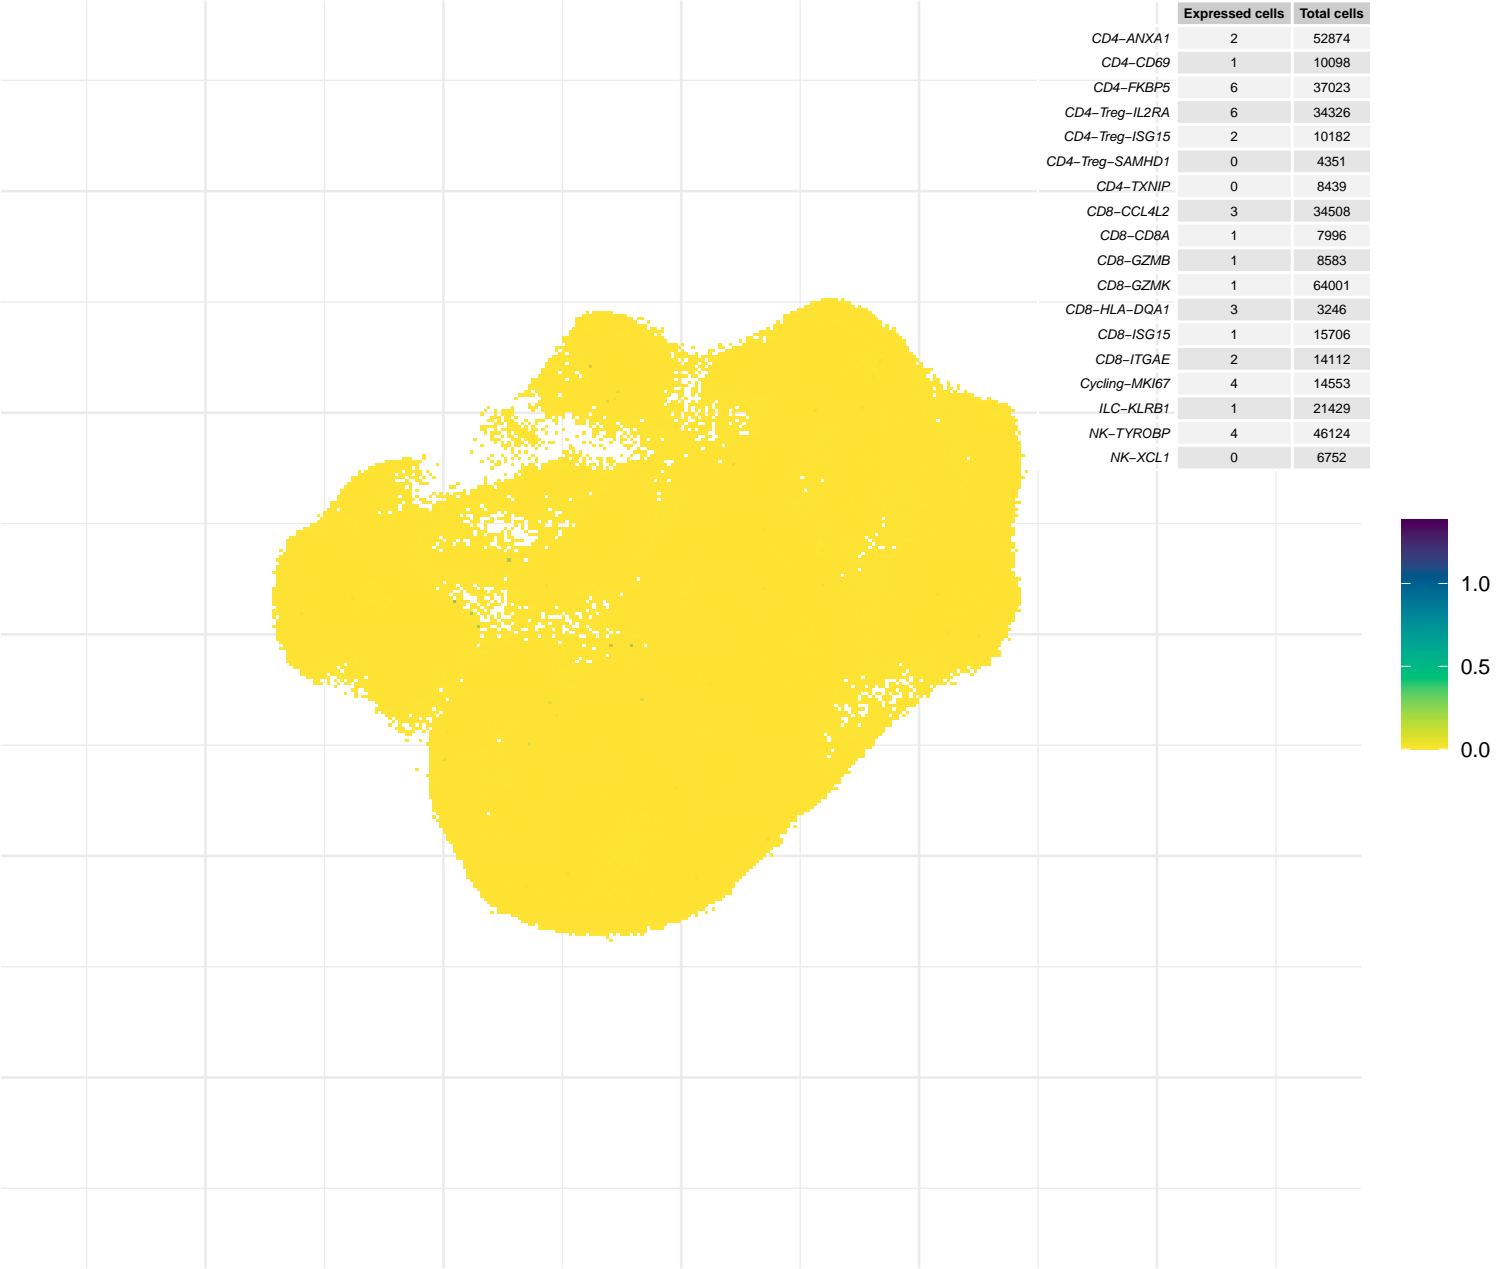 Expressed cells Total cells
CD4−ANXA1 2 52874
CD4−CD69 1 10098
CD4−FKBP5 6 37023
CD4−Treg−IL2RA 6 34326
CD4−Treg−ISG15 2 10182
CD4−Treg−SAMHD1 0 4351
CD4−TXNIP 0 8439
CD8−CCL4L2 3 34508
CD8−CD8A 1 7996
CD8−GZMB 1 8583
CD8−GZMK 1 64001
CD8−HLA−DQA1 3 3246
CD8−ISG15 1 15706
CD8−ITGAE 2 14112
Cycling−MKI67 4 14553
ILC−KLRB1 1 21429
NK−TYROBP 4 46124
NK−XCL1 0 6752
1.0
0.5
0.0